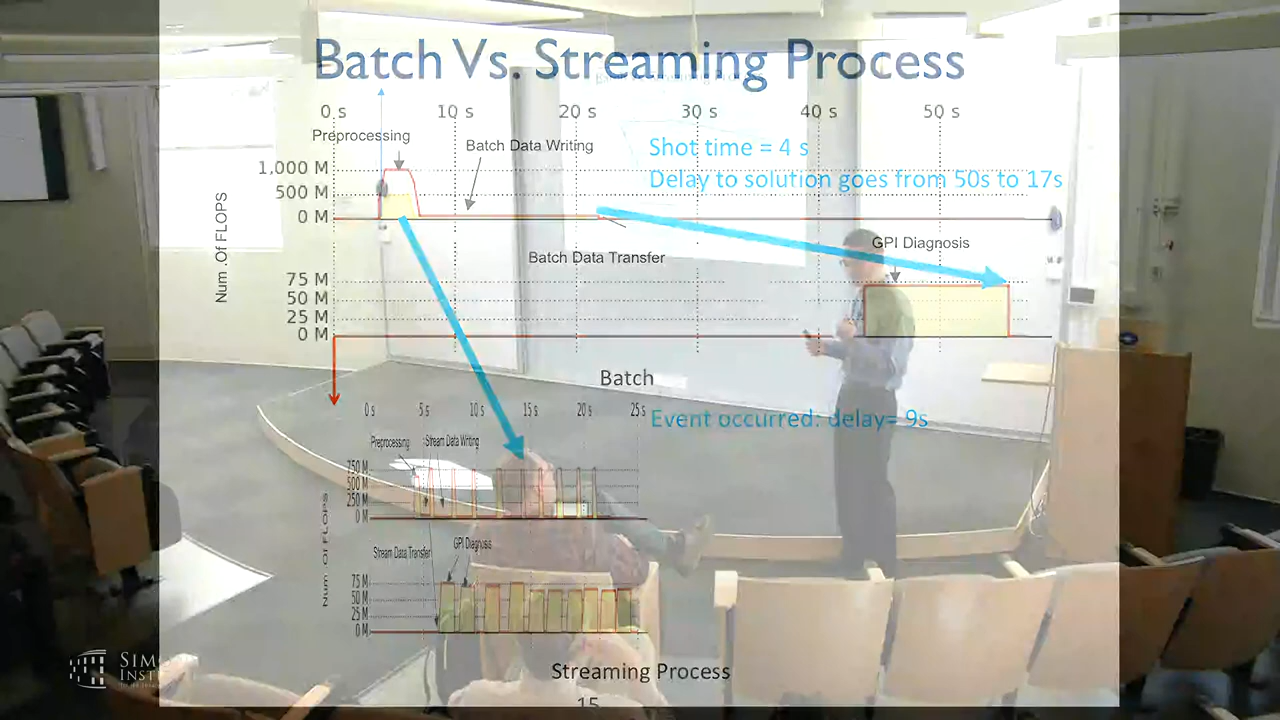 Batch Vs. Streaming Process
0 s 10 s 20 s 30 s 40 s 50 s
Preprocessing
Batch Data Writing
Shot time = 4 s
Delay to solution goes from 50s to 17s
1,000 M
500 M
0 M
Num .Of FLOPS
GPI Diagnosis
Batch Data Transfer
75 M
50 M
25 M
0 M
Batch
0 s 5 s 10 s 15 s 20 s 25 s
Event occurred: delay= 9s
Preprocessing Stream Data Writing
750 M
500 M
250 M
0 M
Num Of FLOPS
Stream Data Transfer GPI Diagnosis
75 M
50 M
25 M
0 M
Streaming Process
15